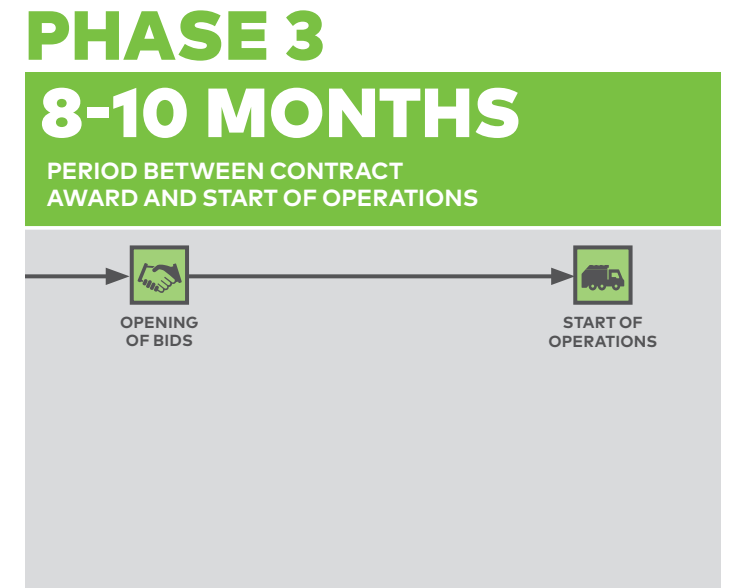 PHASE 3
8-10 MONTHS
PERIOD BETWEEN CONTRACT
AWARD AND START OF OPERATIONS
OPENING
OF BIDS
START OF
OPERATIONS